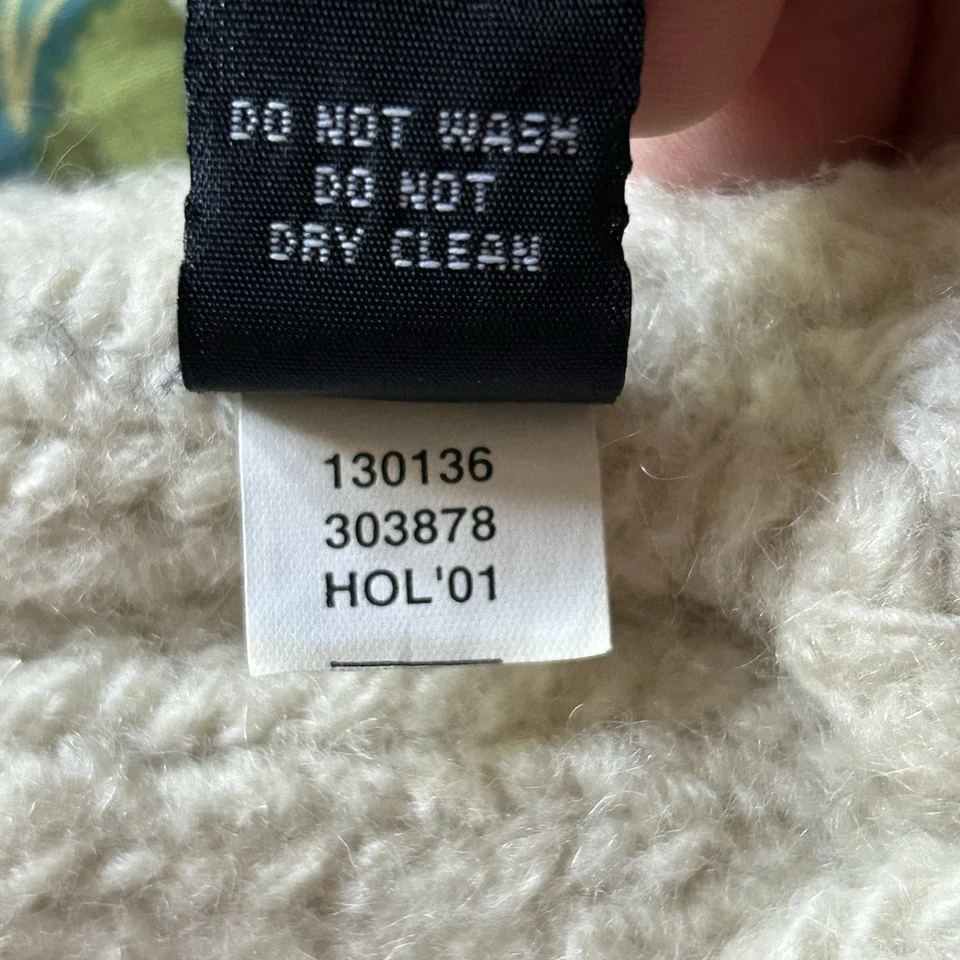 DO NOT WASH
DO NOT
DRY CLEAN
130136
303878
HOL'01